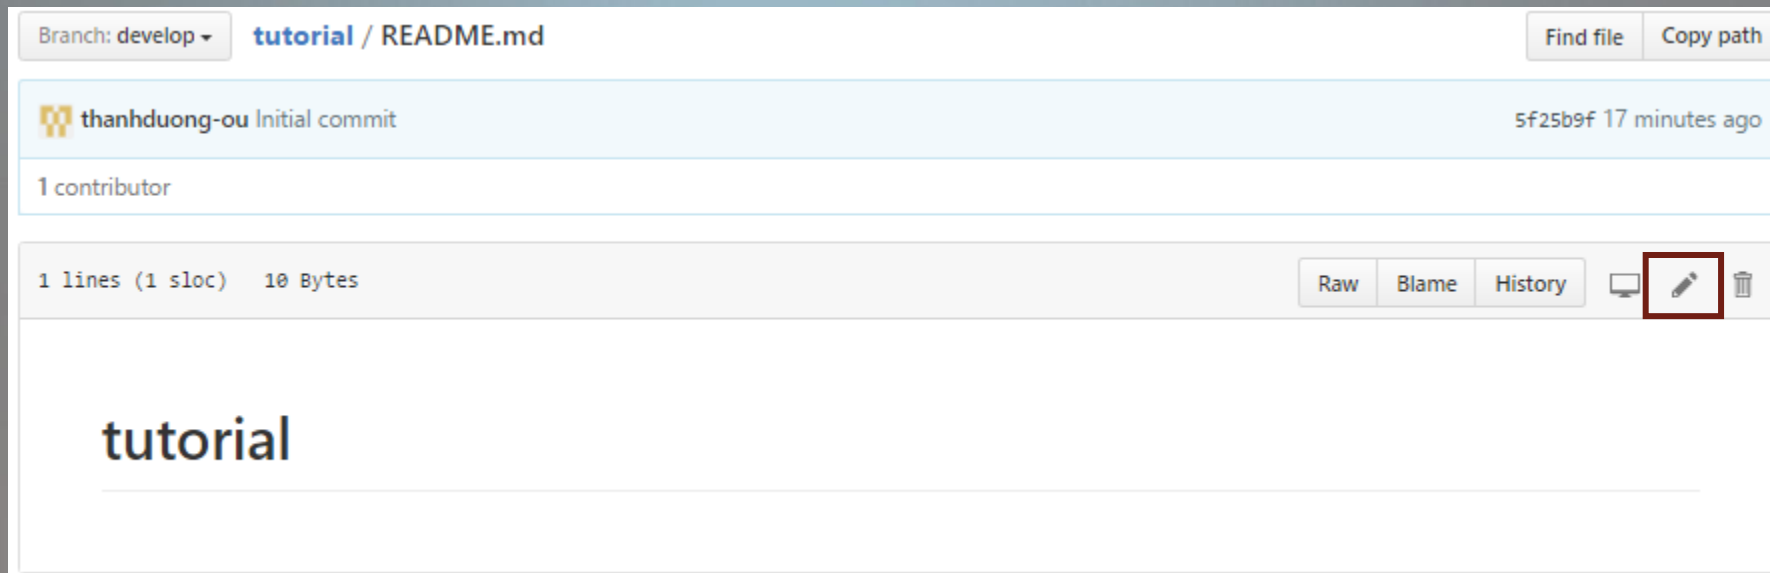 Branch: develop tutorial / README.md Find file Copy path
thanhduong-ou Initial commit 5f25b9f 17 minutes ago
1 contributor
1 lines (1 sloc) 10 Bytes Raw Blame History
tutorial